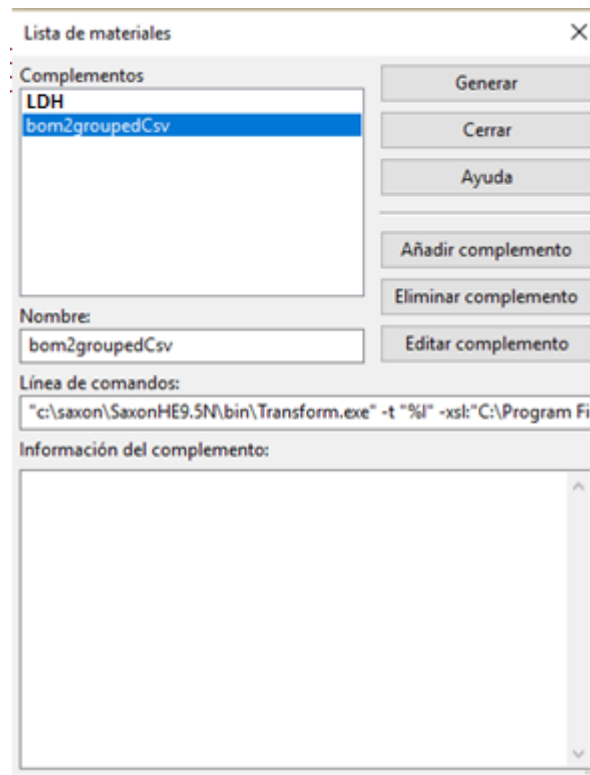 Lista de materiales
Complementos
LDH
bom2groupedCsv
Generar
Cerrar
Ayuda
Añadir complemento
Eliminar complemento
Editar complemento
Nombre:
bom2groupedCsv
Línea de comandos:
"c:\saxon\SaxonHE9.5N\bin\Transform.exe" -t "%I" -xsl:"C:\Program Fi
Información del complemento: